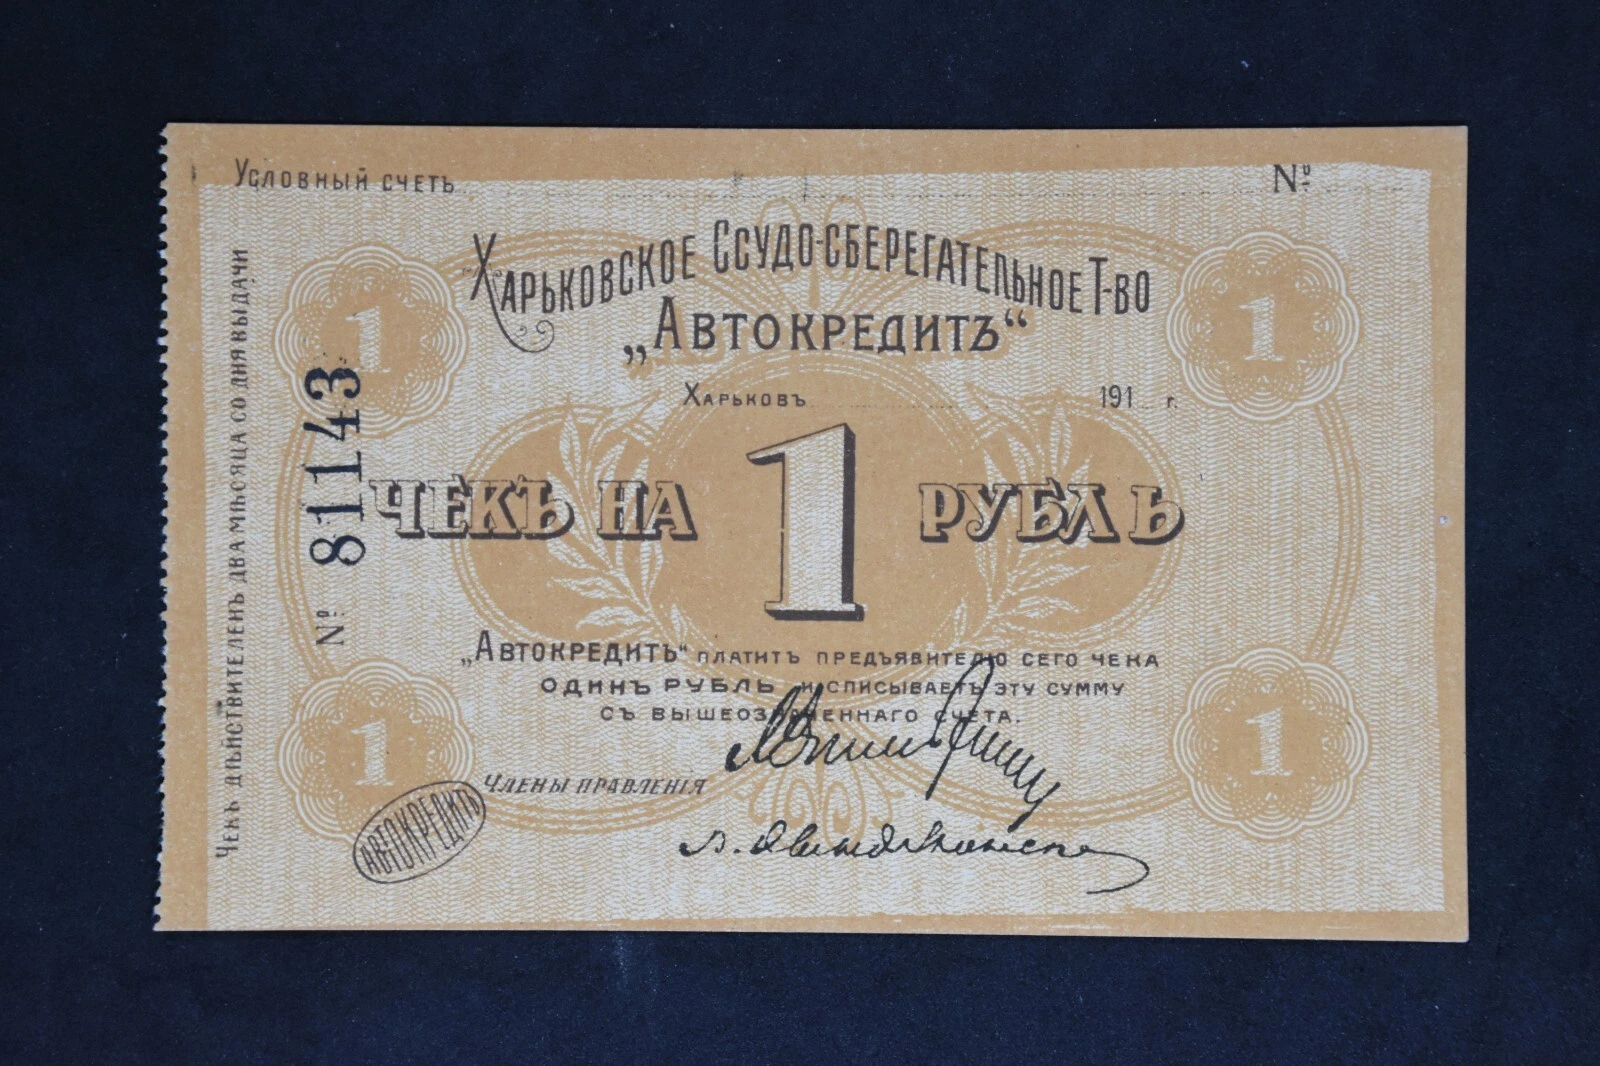 Условный счетъ
№
Харьковское Ссудо-сберегательное Т-во
„Автокредитъ“
Харьковъ 191 г.
Чекъ на 1 рубль
„Автокредитъ“ платитъ предъявителю сего чека
одинъ рубль и списываетъ эту сумму
съ вышеозначеннаго счета.
Члены правленія
Автокредитъ
Чекъ дѣйствителенъ два мѣсяца со дня выдачи
№ 81143
1
1
1
1